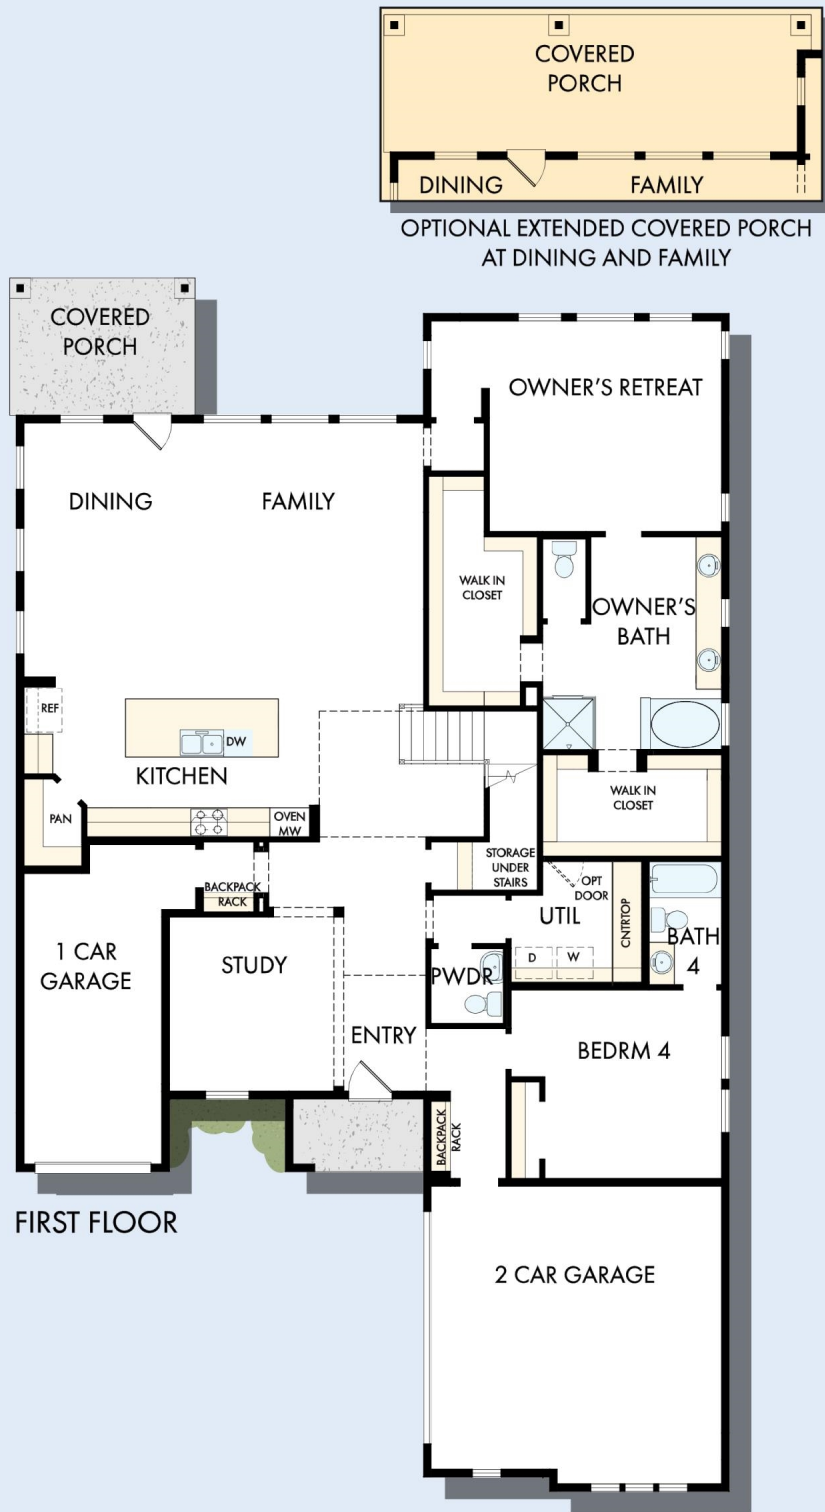 COVERED
PORCH
DINING
FAMILY
OPTIONAL EXTENDED COVERED PORCH
AT DINING AND FAMILY
COVERED
PORCH
OWNER'S RETREAT
DINING
FAMILY
WALK IN
CLOSET
OWNER'S
BATH
REF
DW
KITCHEN
PAN
OVEN
MW
WALK IN
CLOSET
STORAGE
UNDER
STAIRS
BACKPACK
RACK
OPT
DOOR
UTIL
CNTRTOP
D
W
BATH
4
1 CAR
GARAGE
STUDY
PWDR
ENTRY
BEDRM 4
BACKPACK
RACK
FIRST FLOOR
2 CAR GARAGE